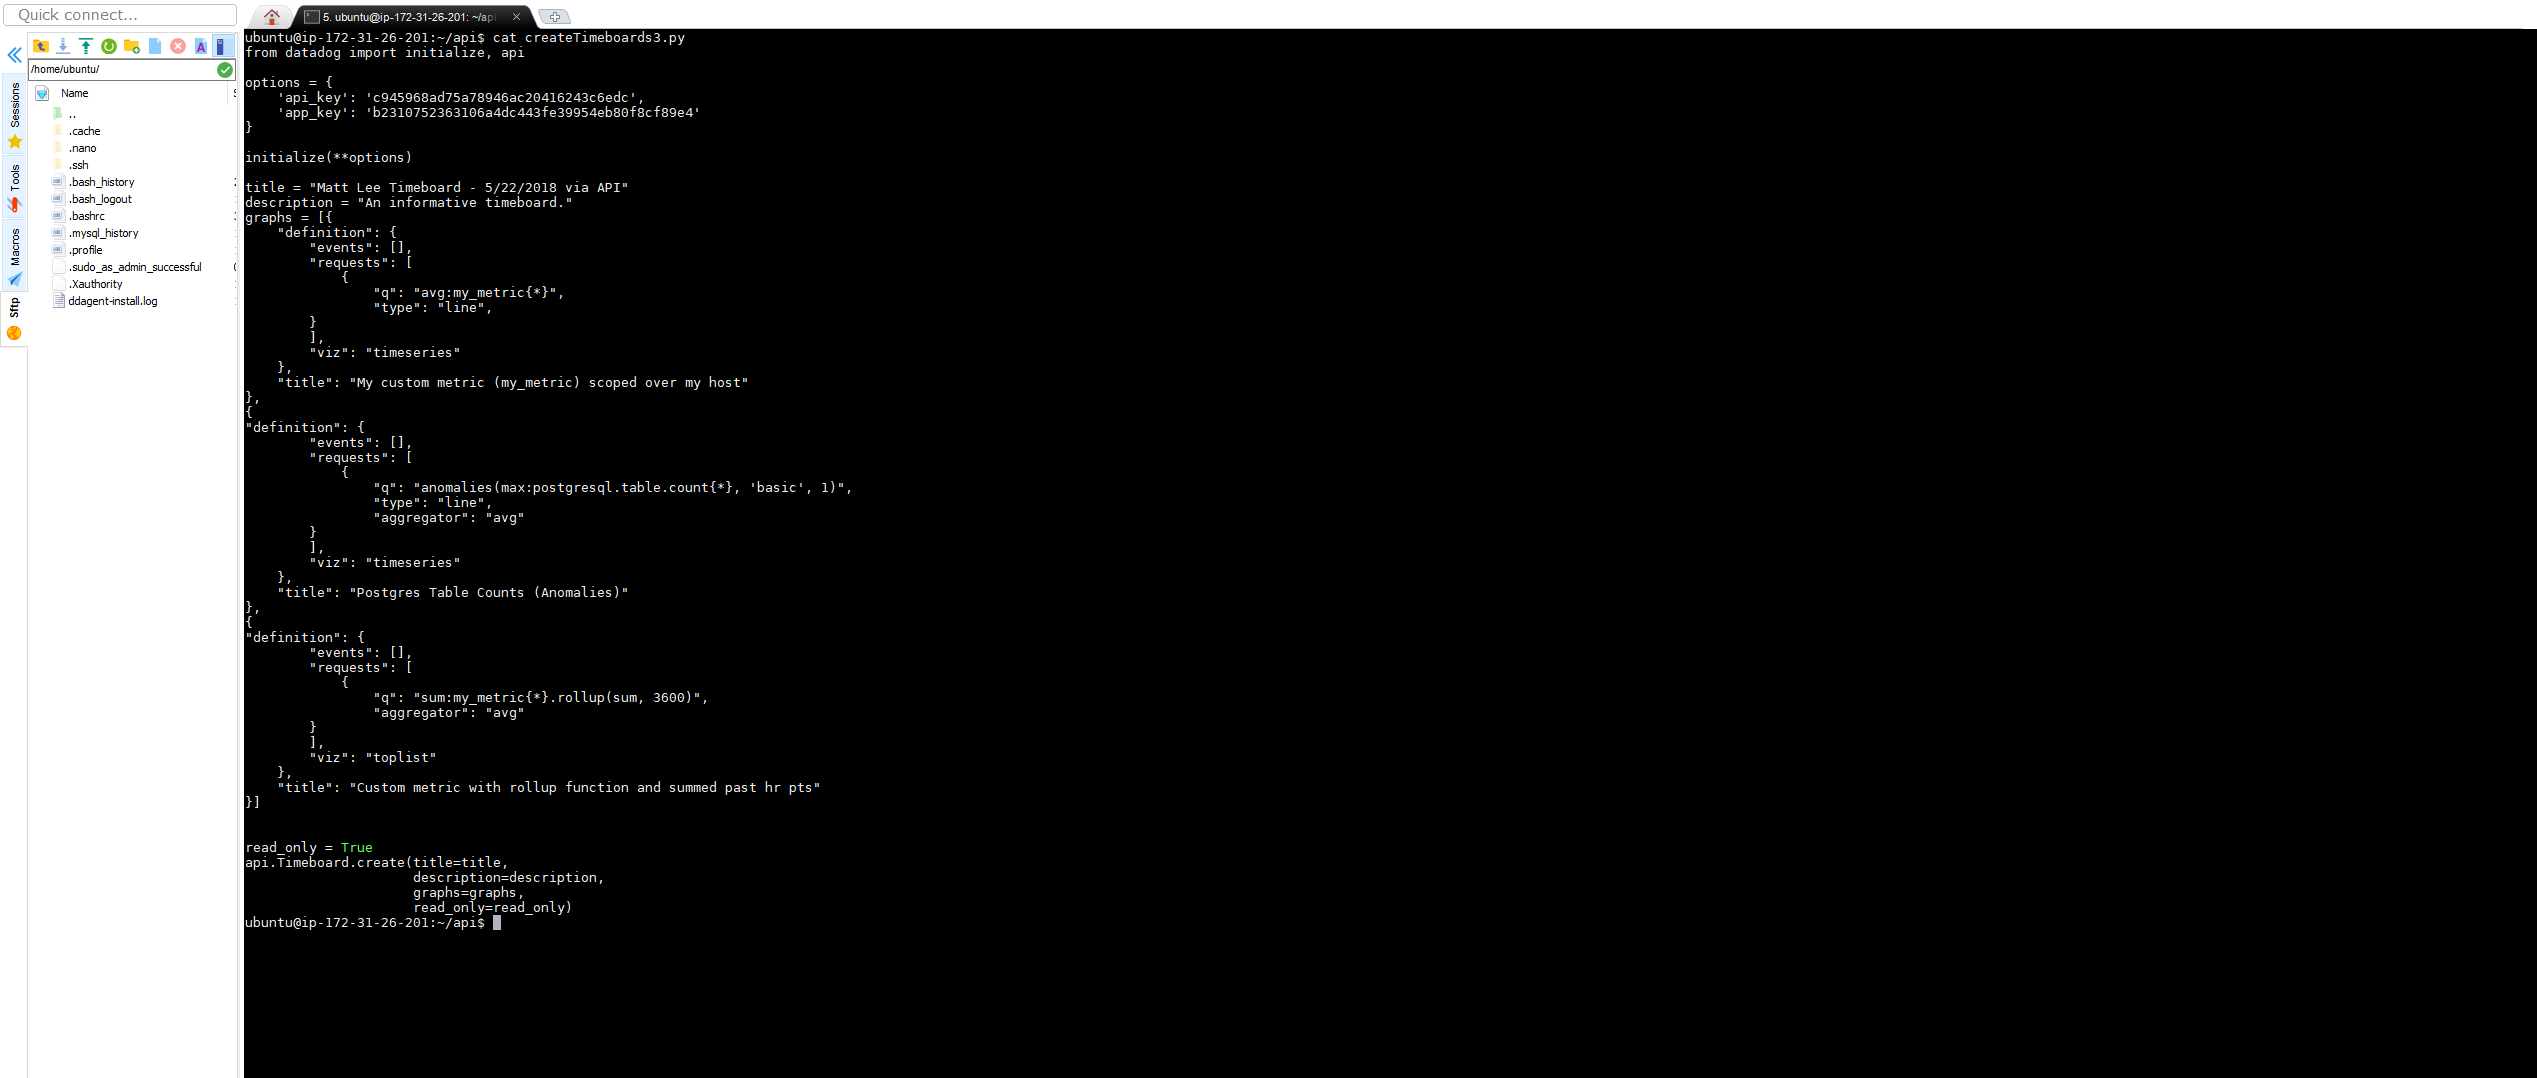 Quick connect...
5. ubuntu@ip-172-31-26-201: ~/api
/home/ubuntu/
Name
..
.cache
.nano
.ssh
.bash_history
.bash_logout
.bashrc
.mysql_history
.profile
.sudo_as_admin_successful
.Xauthority
ddagent-install.log
Sessions
Tools
Macros
Sftp
ubuntu@ip-172-31-26-201:~/api$ cat createTimeboards3.py
from datadog import initialize, api
options = {
    'api_key': 'c945968ad75a78946ac20416243c6edc',
    'app_key': 'b2310752363106a4dc443fe39954eb80f8cf89e4'
}
initialize(**options)
title = "Matt Lee Timeboard - 5/22/2018 via API"
description = "An informative timeboard."
graphs = [{
    "definition": {
        "events": [],
        "requests": [
            {
                "q": "avg:my_metric{*}",
                "type": "line",
        }
        ],
        "viz": "timeseries"
    },
    "title": "My custom metric (my_metric) scoped over my host"
},
{
"definition": {
        "events": [],
        "requests": [
            {
                "q": "anomalies(max:postgresql.table.count{*}, 'basic', 1)",
                "type": "line",
                "aggregator": "avg"
        }
        ],
        "viz": "timeseries"
    },
    "title": "Postgres Table Counts (Anomalies)"
},
{
"definition": {
        "events": [],
        "requests": [
            {
                "q": "sum:my_metric{*}.rollup(sum, 3600)",
                "aggregator": "avg"
        }
        ],
        "viz": "toplist"
    },
    "title": "Custom metric with rollup function and summed past hr pts"
}]
read_only = True
api.Timeboard.create(title=title,
                     description=description,
                     graphs=graphs,
                     read_only=read_only)
ubuntu@ip-172-31-26-201:~/api$